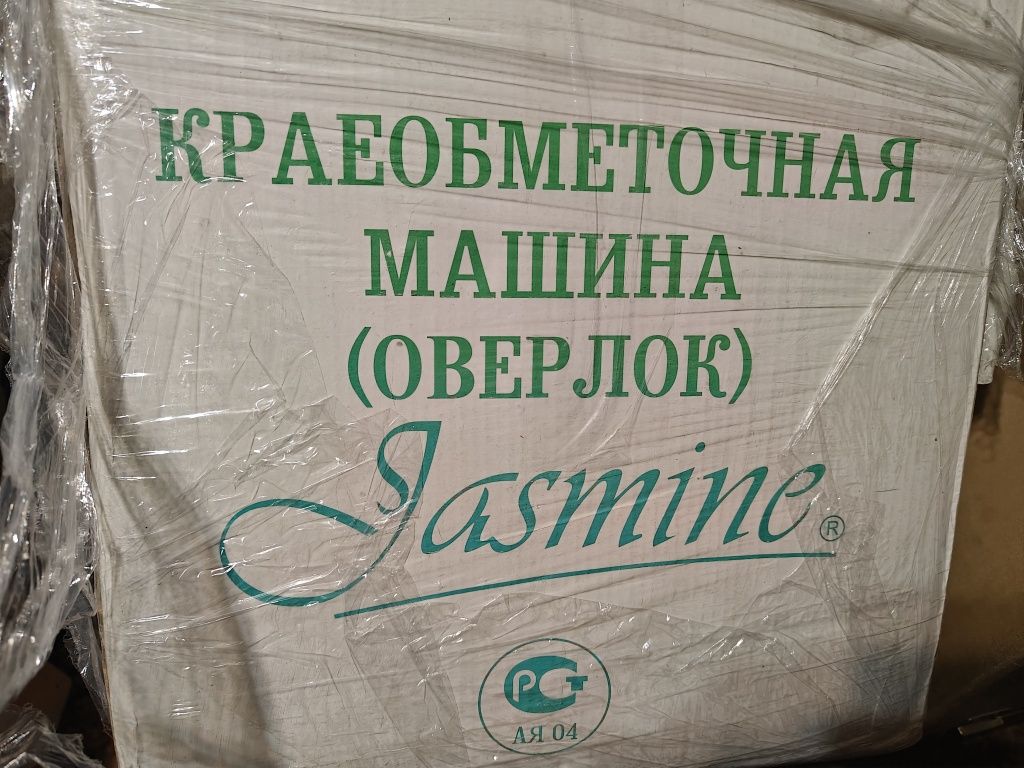 КРАЕОБМЕТОЧНАЯ
МАШИНА
(ОВЕРЛОК)
Jasmine®
РСТ
АЯ 04